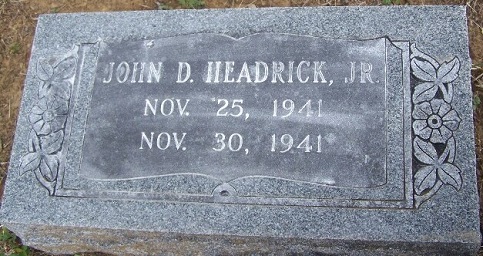 JOHN D. HEADRICK, JR.
NOV. 25, 1941
NOV. 30, 1941